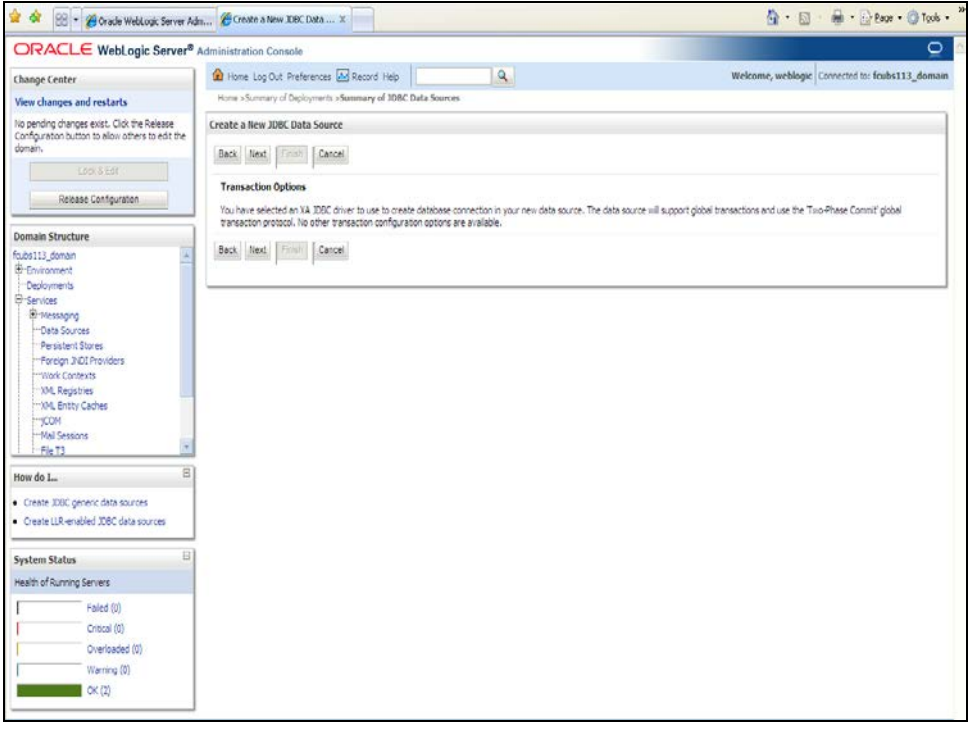 Oracle WebLogic Server Adm...
Create a New JDBC Data ... X
Page
Tools
ORACLE WebLogic Server® Administration Console
Change Center
View changes and restarts
No pending changes exist. Click the Release
Configuration button to allow others to edit the
domain.
Lock & Edit
Release Configuration
Domain Structure
fcubs113_domain
Environment
Deployments
Services
Messaging
Data Sources
Persistent Stores
Foreign JNDI Providers
Work Contexts
XML Registries
XML Entity Caches
jCOM
Mail Sessions
File T3
How do I...
Create JDBC generic data sources
Create LLR-enabled JDBC data sources
System Status
Health of Running Servers
Failed (0)
Critical (0)
Overloaded (0)
Warning (0)
OK (2)
Home Log Out Preferences Record Help
Welcome, weblogic Connected to: fcubs113_domain
Home >Summary of Deployments >Summary of JDBC Data Sources
Create a New JDBC Data Source
Back Next Finish Cancel
Transaction Options
You have selected an XA JDBC driver to use to create database connection in your new data source. The data source will support global transactions and use the 'Two-Phase Commit' global
transaction protocol. No other transaction configuration options are available.
Back Next Finish Cancel